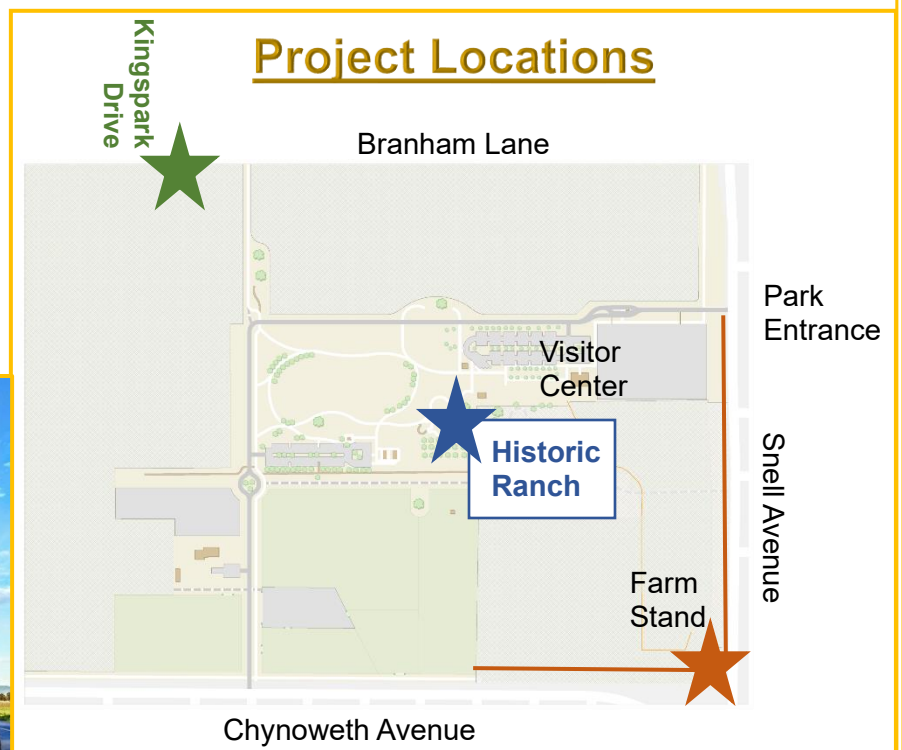 Project Locations
Kingspark
Drive
Branham Lane
Park
Entrance
Visitor
Center
Historic
Ranch
Snell Avenue
Farm
Stand
Chynoweth Avenue